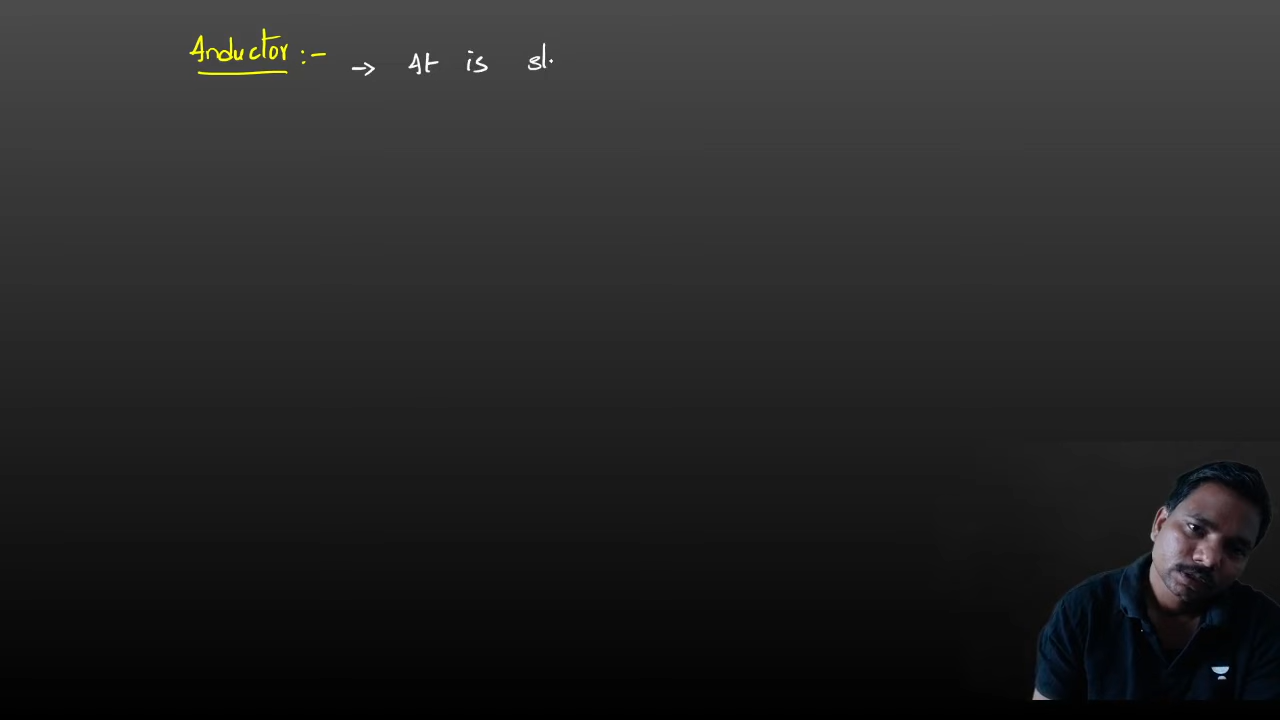 Inductor :- → It is